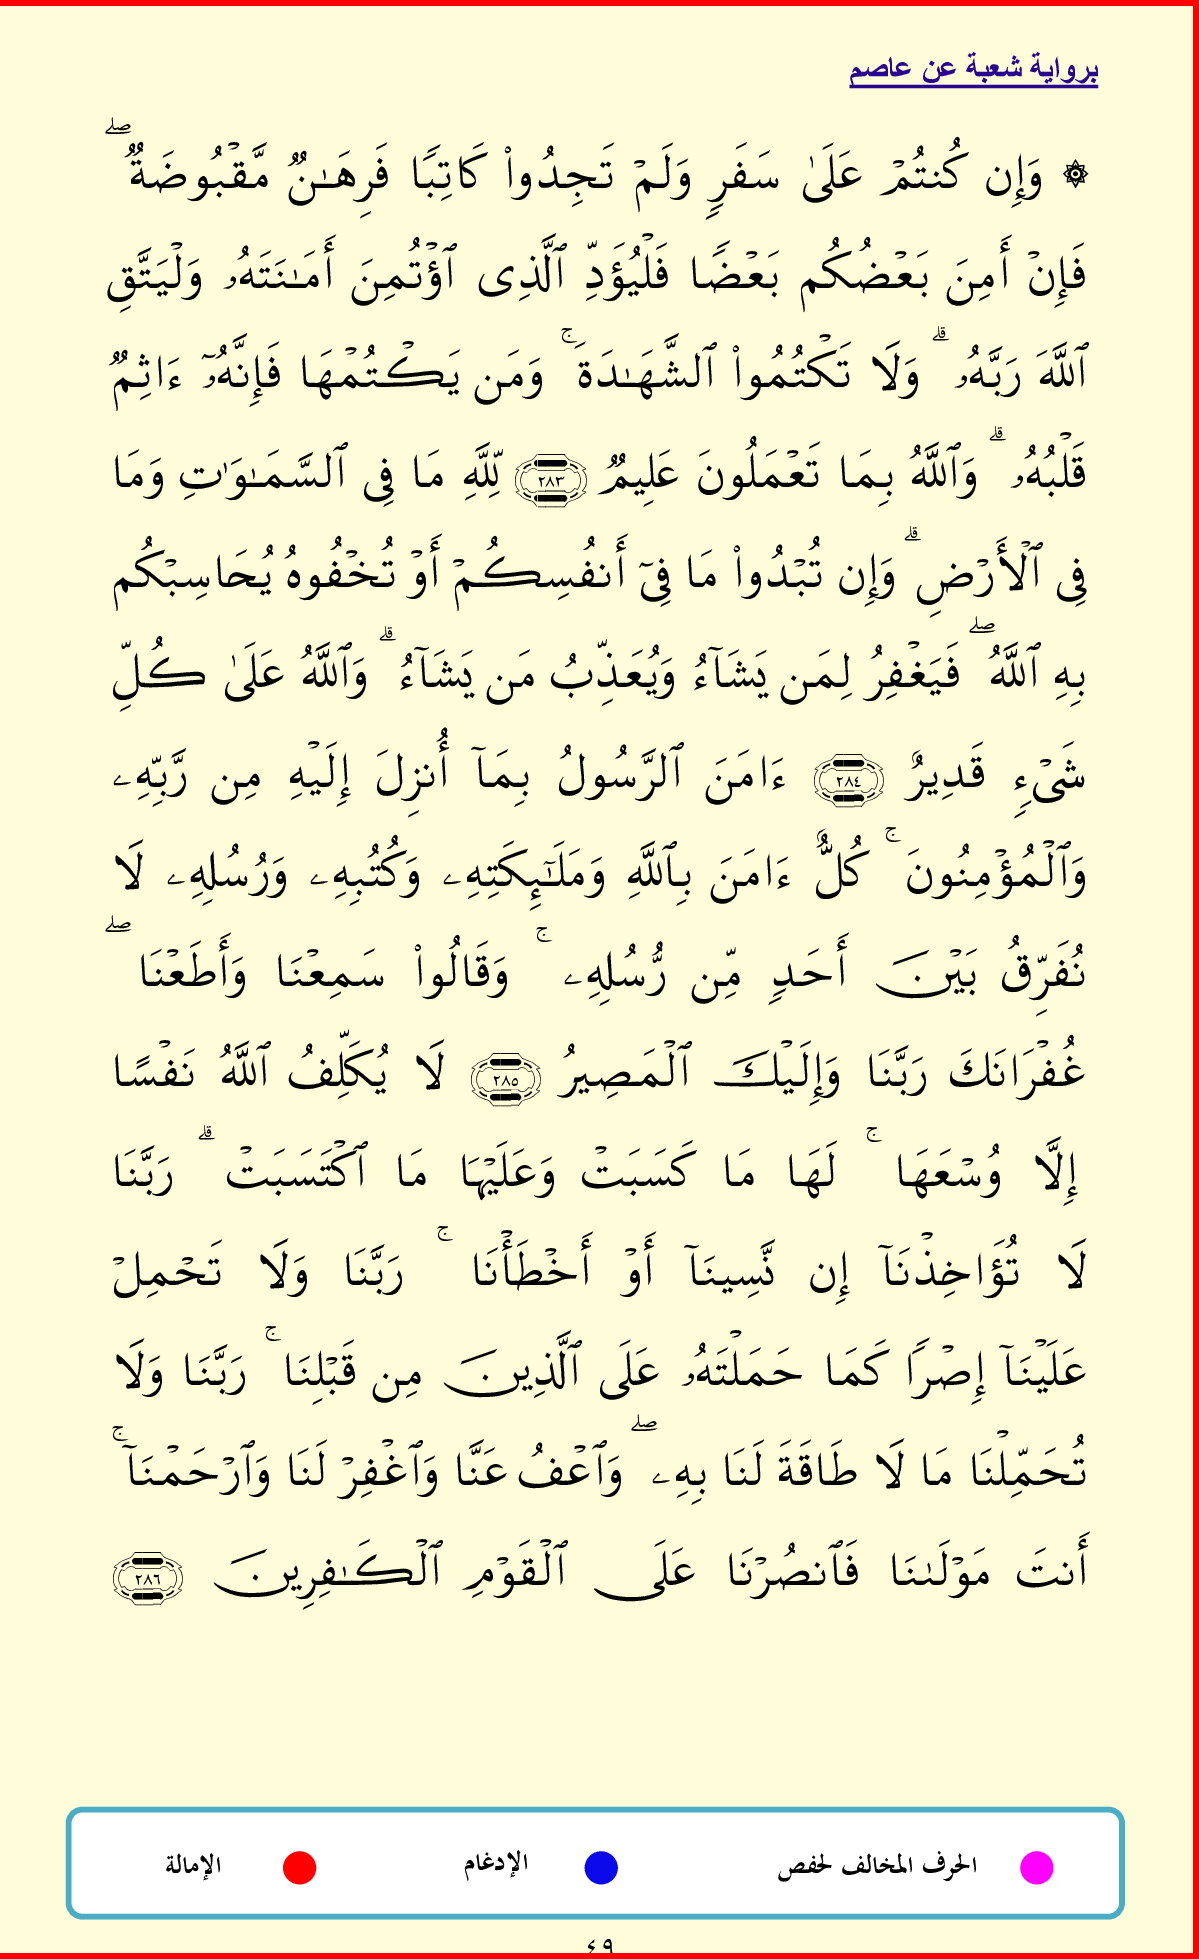 برواية شعبة عن عاصم
۞ وَإِن كُنتُمۡ عَلَىٰ سَفَرٖ وَلَمۡ تَجِدُواْ كَاتِبٗا فَرِهَٰنٞ مَّقۡبُوضَةٞۖ
فَإِنۡ أَمِنَ بَعۡضُكُم بَعۡضٗا فَلۡيُؤَدِّ ٱلَّذِى ٱؤۡتُمِنَ أَمَٰنَتَهُۥ وَلۡيَتَّقِ
ٱللَّهَ رَبَّهُۥۗ وَلَا تَكۡتُمُواْ ٱلشَّهَٰدَةَۚ وَمَن يَكۡتُمۡهَا فَإِنَّهُۥٓ ءَاثِمٞ
قَلۡبُهُۥۗ وَٱللَّهُ بِمَا تَعۡمَلُونَ عَلِيمٞ ٢٨٣ لِّلَّهِ مَا فِى ٱلسَّمَٰوَٰتِ وَمَا
فِى ٱلۡأَرۡضِۗ وَإِن تُبۡدُواْ مَا فِىٓ أَنفُسِكُمۡ أَوۡ تُخۡفُوهُ يُحَاسِبۡكُم
بِهِ ٱللَّهُۖ فَيَغۡفِرُ لِمَن يَشَآءُ وَيُعَذِّبُ مَن يَشَآءُۗ وَٱللَّهُ عَلَىٰ كُلِّ
شَىۡءٖ قَدِيرٌ ٢٨٤ ءَامَنَ ٱلرَّسُولُ بِمَآ أُنزِلَ إِلَيۡهِ مِن رَّبِّهِۦ
وَٱلۡمُؤۡمِنُونَۚ كُلٌّ ءَامَنَ بِٱللَّهِ وَمَلَٰٓئِكَتِهِۦ وَكُتُبِهِۦ وَرُسُلِهِۦ لَا
نُفَرِّقُ بَيۡنَ أَحَدٖ مِّن رُّسُلِهِۦۚ وَقَالُواْ سَمِعۡنَا وَأَطَعۡنَاۖ
غُفۡرَانَكَ رَبَّنَا وَإِلَيۡكَ ٱلۡمَصِيرُ ٢٨٥ لَا يُكَلِّفُ ٱللَّهُ نَفۡسًا
إِلَّا وُسۡعَهَاۚ لَهَا مَا كَسَبَتۡ وَعَلَيۡهَا مَا ٱكۡتَسَبَتۡۗ رَبَّنَا
لَا تُؤَاخِذۡنَآ إِن نَّسِينَآ أَوۡ أَخۡطَأۡنَاۚ رَبَّنَا وَلَا تَحۡمِلۡ
عَلَيۡنَآ إِصۡرٗا كَمَا حَمَلۡتَهُۥ عَلَى ٱلَّذِينَ مِن قَبۡلِنَاۚ رَبَّنَا وَلَا
تُحَمِّلۡنَا مَا لَا طَاقَةَ لَنَا بِهِۦۖ وَٱعۡفُ عَنَّا وَٱغۡفِرۡ لَنَا وَٱرۡحَمۡنَآۚ
أَنتَ مَوۡلَىٰنَا فَٱنصُرۡنَا عَلَى ٱلۡقَوۡمِ ٱلۡكَٰفِرِينَ ٢٨٦
الحرف المخالف لحفص الإدغام الإمالة
٤٩